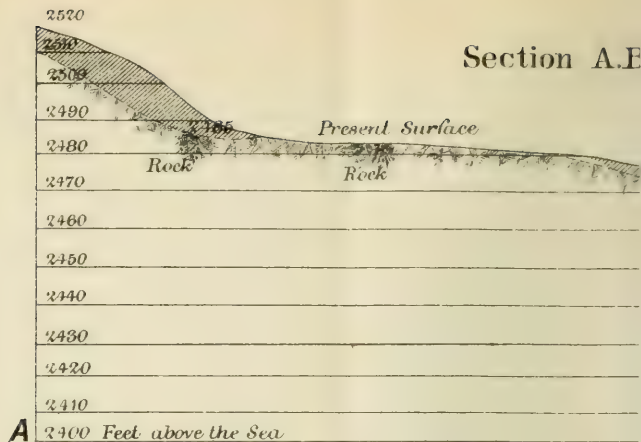 2520
Section A.B
2510
2500
2490
2485
Present Surface
2480
Rock
Rock
2470
2460
2450
2440
2430
2420
2410
A 2400 Feet above the Sea